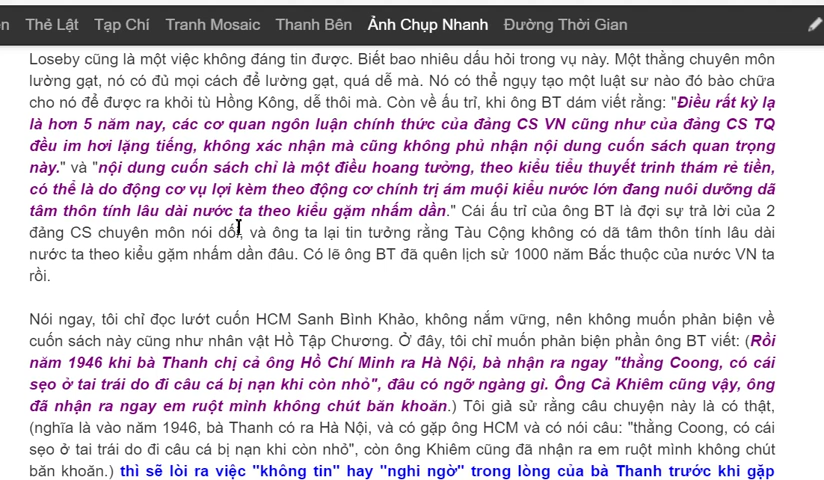 n Thẻ Lật Tạp Chí Tranh Mosaic Thanh Bên Ảnh Chụp Nhanh Đường Thời Gian
Loseby cũng là một việc không đáng tin được. Biết bao nhiêu dấu hỏi trong vụ này. Một thằng chuyên môn
lường gạt, nó có đủ mọi cách để lường gạt, quá dễ mà. Nó có thể ngụy tạo một luật sư nào đó bào chữa
cho nó để được ra khỏi tù Hồng Kông, dễ thôi mà. Còn về ấu trĩ, khi ông BT dám viết rằng: "Điều rất kỳ lạ
là hơn 5 năm nay, các cơ quan ngôn luận chính thức của đảng CS VN cũng như của đảng CS TQ
đều im hơi lặng tiếng, không xác nhận mà cũng không phủ nhận nội dung cuốn sách quan trọng
này." và "nội dung cuốn sách chỉ là một điều hoang tưởng, theo kiểu tiểu thuyết trinh thám rẻ tiền,
có thể là do động cơ vụ lợi kèm theo động cơ chính trị ám muội kiểu nước lớn đang nuôi dưỡng dã
tâm thôn tính lâu dài nước ta theo kiểu gặm nhấm dần." Cái ấu trĩ của ông BT là đợi sự trả lời của 2
đảng CS chuyên môn nói dối, và ông ta lại tin tưởng rằng Tàu Cộng không có dã tâm thôn tính lâu dài
nước ta theo kiểu gặm nhấm dần đâu. Có lẽ ông BT đã quên lịch sử 1000 năm Bắc thuộc của nước VN ta
rồi.
Nói ngay, tôi chỉ đọc lướt cuốn HCM Sanh Bình Khảo, không nắm vững, nên không muốn phản biện về
cuốn sách này cũng như nhân vật Hồ Tập Chương. Ở đây, tôi chỉ muốn phản biện phần ông BT viết: (Rồi
năm 1946 khi bà Thanh chị cả ông Hồ Chí Minh ra Hà Nội, bà nhận ra ngay "thằng Coong, có cái
sẹo ở tai trái do đi câu cá bị nạn khi còn nhỏ", đâu có ngỡ ngàng gì. Ông Cả Khiêm cũng vậy, ông
đã nhận ra ngay em ruột mình không chút băn khoăn.) Tôi giả sử rằng câu chuyện này là có thật,
(nghĩa là vào năm 1946, bà Thanh có ra Hà Nội, và có gặp ông HCM và có nói câu: "thằng Coong, có cái
sẹo ở tai trái do đi câu cá bị nạn khi còn nhỏ", còn ông Khiêm cũng đã nhận ra em ruột mình không chút
băn khoăn.) thì sẽ lòi ra việc "không tin" hay "nghi ngờ" trong lòng của bà Thanh trước khi gặp